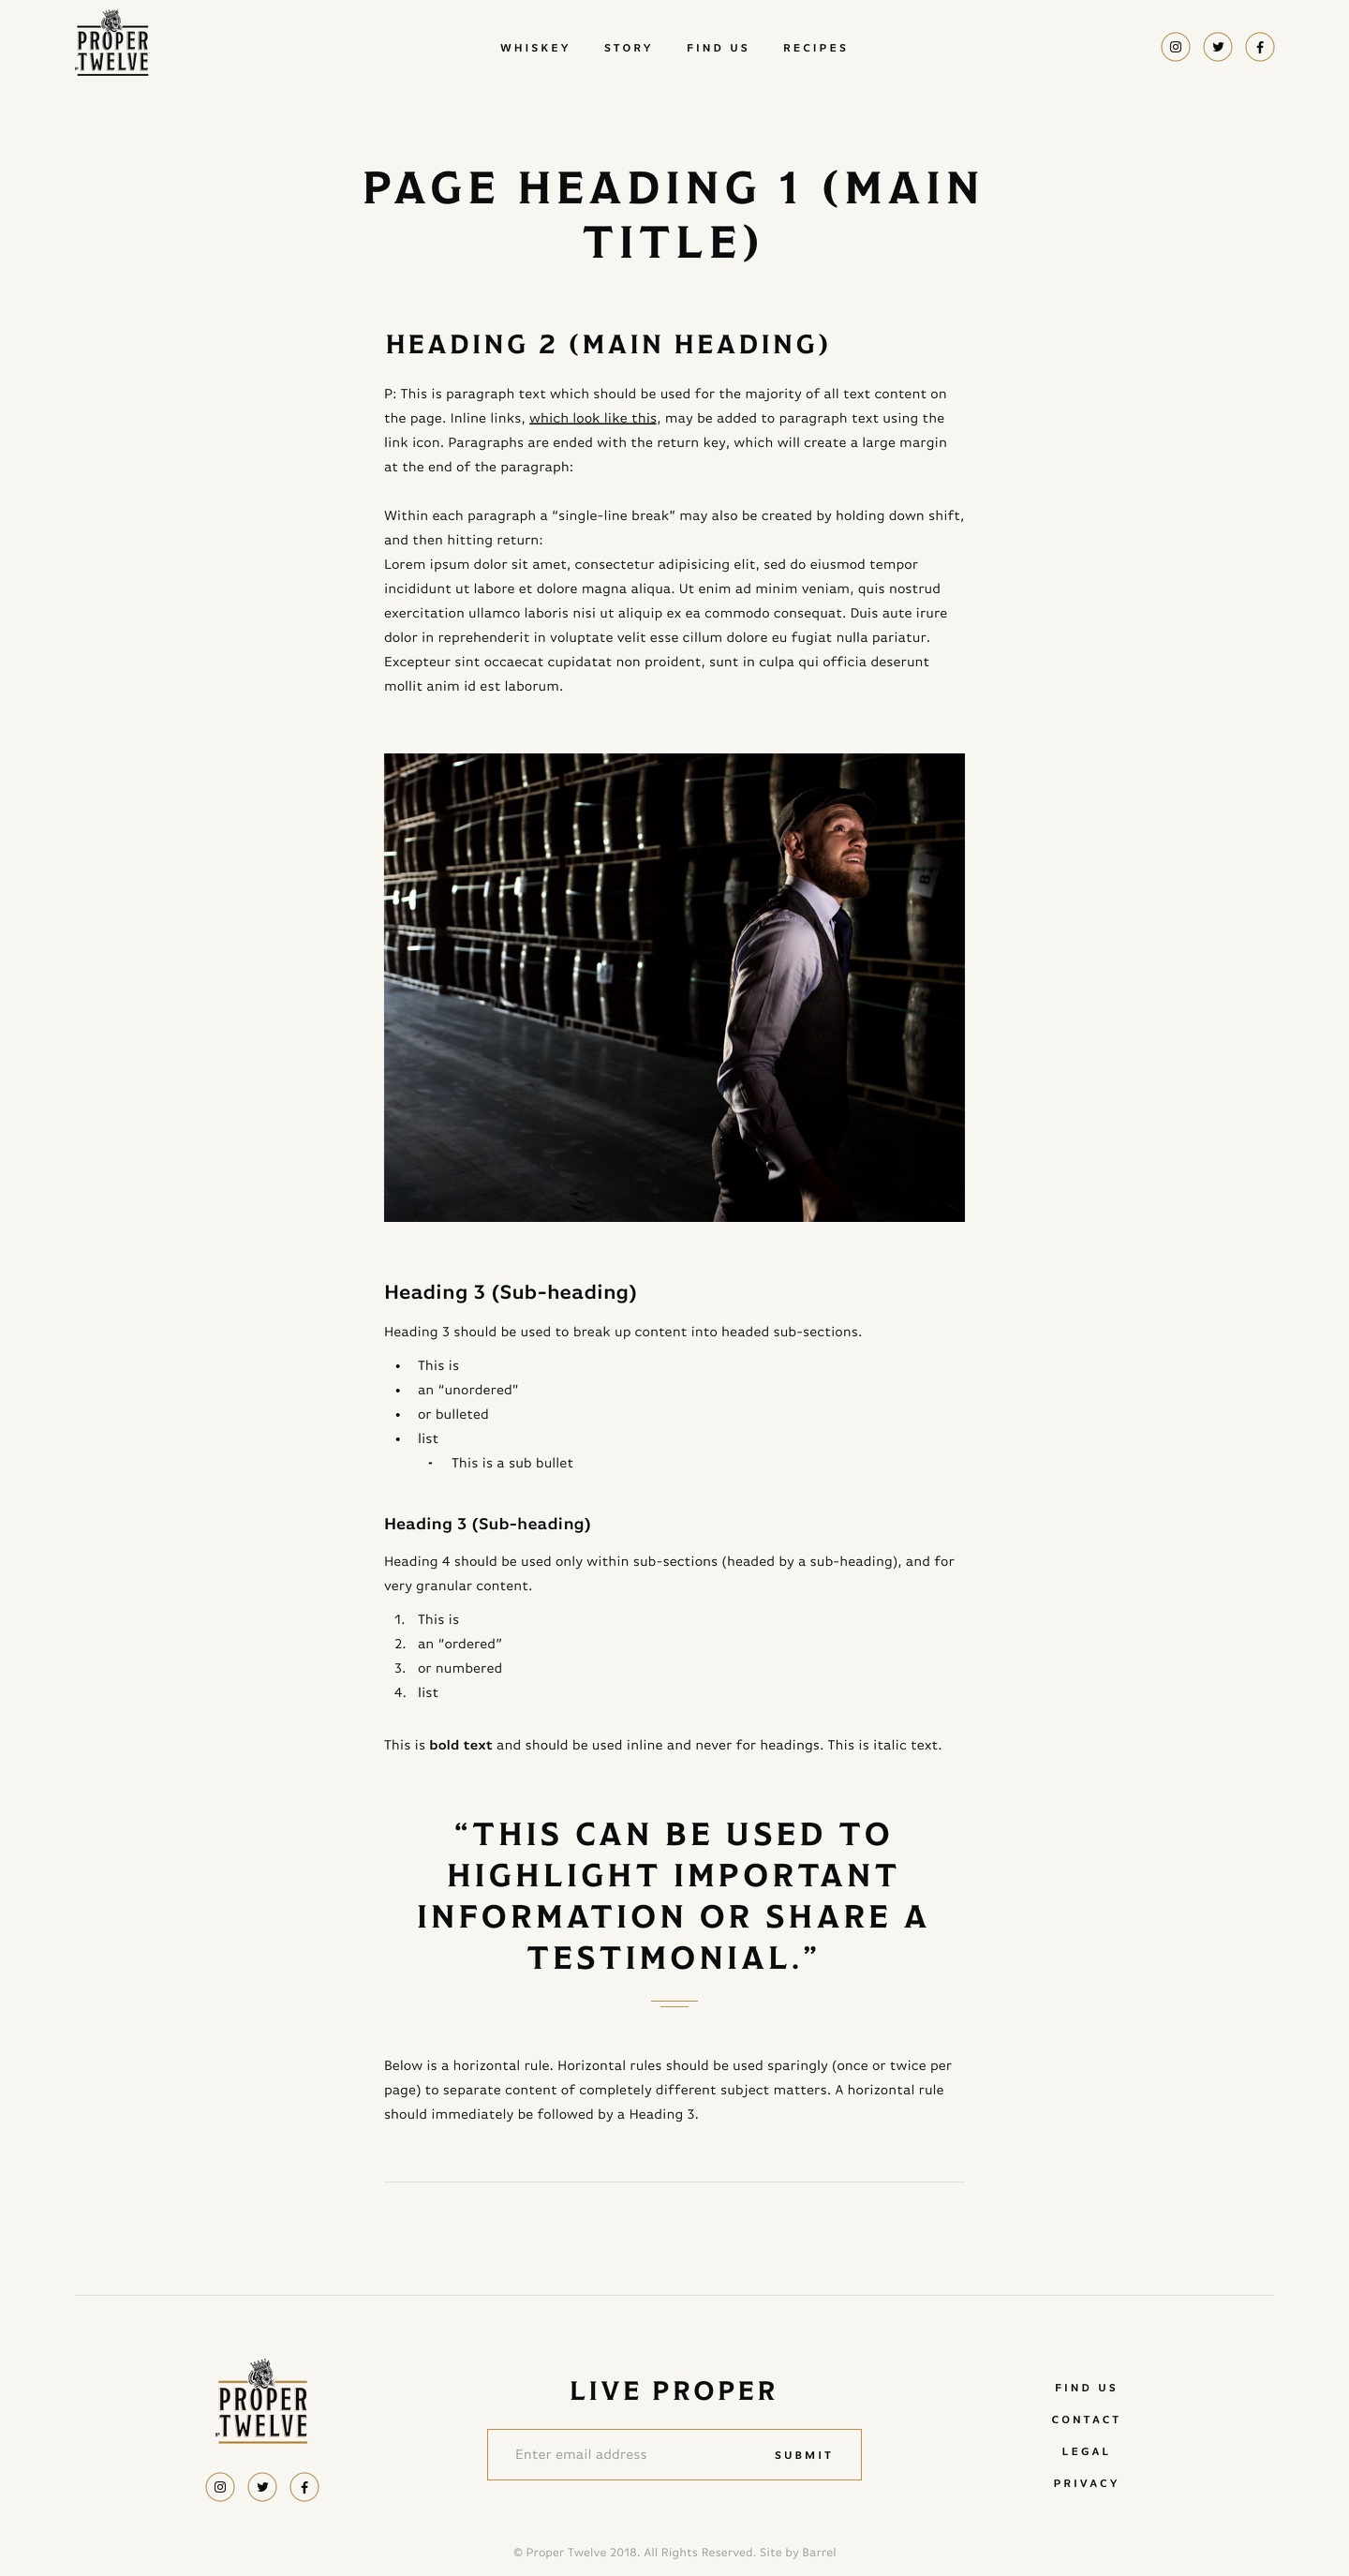 PROPER
TWELVE
WHISKEY STORY FIND US RECIPES
PAGE HEADING 1 (MAIN
TITLE)
HEADING 2 (MAIN HEADING)
P: This is paragraph text which should be used for the majority of all text content on
the page. Inline links, which look like this, may be added to paragraph text using the
link icon. Paragraphs are ended with the return key, which will create a large margin
at the end of the paragraph:
Within each paragraph a “single-line break” may also be created by holding down shift,
and then hitting return:
Lorem ipsum dolor sit amet, consectetur adipisicing elit, sed do eiusmod tempor
incididunt ut labore et dolore magna aliqua. Ut enim ad minim veniam, quis nostrud
exercitation ullamco laboris nisi ut aliquip ex ea commodo consequat. Duis aute irure
dolor in reprehenderit in voluptate velit esse cillum dolore eu fugiat nulla pariatur.
Excepteur sint occaecat cupidatat non proident, sunt in culpa qui officia deserunt
mollit anim id est laborum.
Heading 3 (Sub-heading)
Heading 3 should be used to break up content into headed sub-sections.
• This is
• an “unordered”
• or bulleted
• list
- This is a sub bullet
Heading 3 (Sub-heading)
Heading 4 should be used only within sub-sections (headed by a sub-heading), and for
very granular content.
1. This is
2. an “ordered”
3. or numbered
4. list
This is bold text and should be used inline and never for headings. This is italic text.
“THIS CAN BE USED TO
HIGHLIGHT IMPORTANT
INFORMATION OR SHARE A
TESTIMONIAL.”
Below is a horizontal rule. Horizontal rules should be used sparingly (once or twice per
page) to separate content of completely different subject matters. A horizontal rule
should immediately be followed by a Heading 3.
PROPER
TWELVE
LIVE PROPER
Enter email address SUBMIT
FIND US
CONTACT
LEGAL
PRIVACY
© Proper Twelve 2018. All Rights Reserved. Site by Barrel